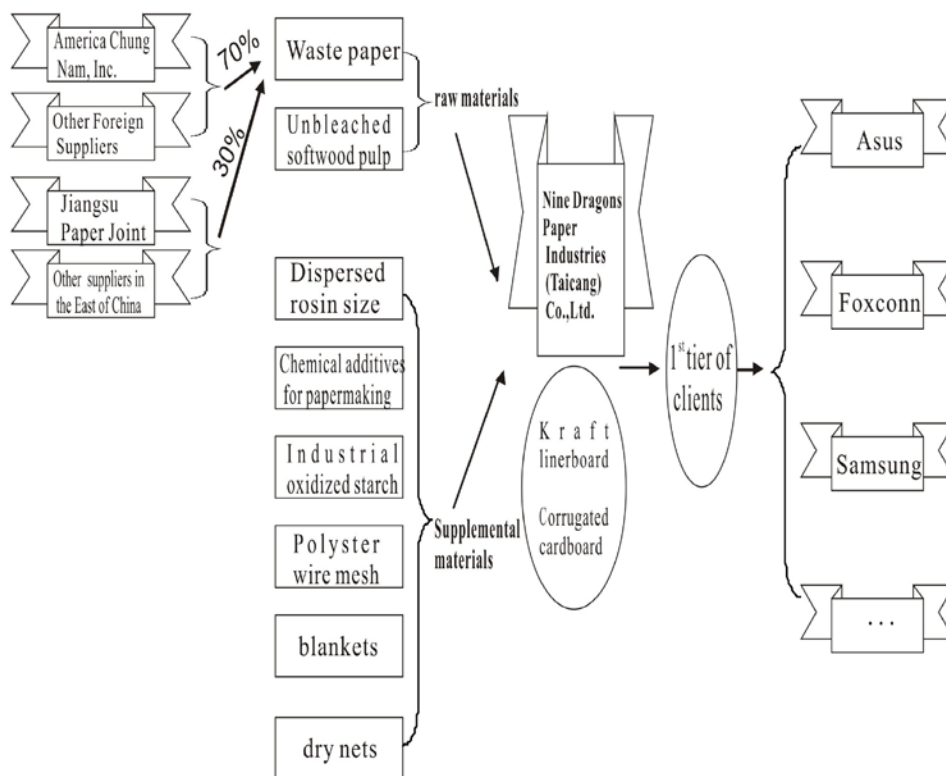 America Chung
Nam, Inc.
Other Foreign
Suppliers
Jiangsu
Paper Joint
Other suppliers in
the East of China
70%
30%
Waste paper
Unbleached
softwood pulp
raw materials
Dispersed
rosin size
Chemical additives
for papermaking
Industrial
oxidized starch
Polyster
wire mesh
blankets
dry nets
Supplemental
materials
Nine Dragons
Paper
Industries
(Taicang)
Co.,Ltd.
Kraft
linerboard
Corrugated
cardboard
1st tier of
clients
Asus
Foxconn
Samsung
...